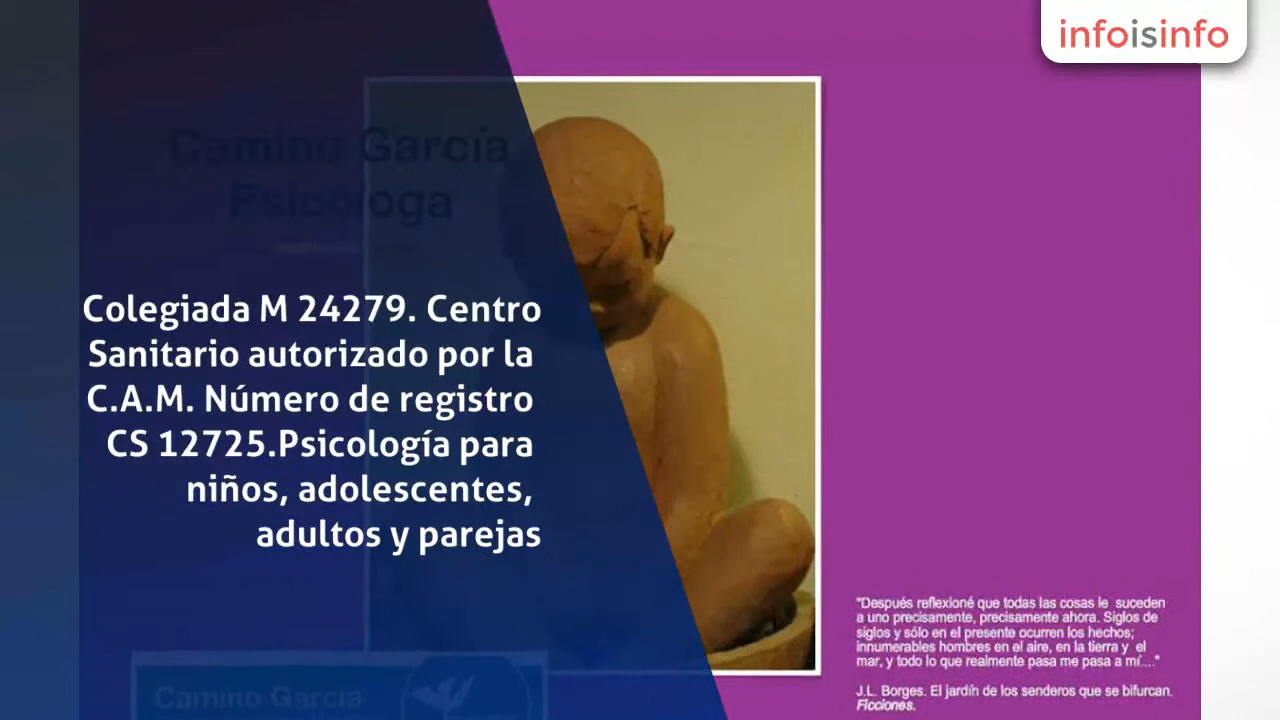 infoisinfo
Camino García
Psicóloga
Colegiada M 24279. Centro
Sanitario autorizado por la
C.A.M. Número de registro
CS 12725.Psicología para
niños, adolescentes,
adultos y parejas
"Después reflexioné que todas las cosas le suceden
a uno precisamente, precisamente ahora. Siglos de
siglos y sólo en el presente ocurren los hechos;
innumerables hombres en el aire, en la tierra y el
mar, y todo lo que realmente pasa me pasa a mí...."
J.L. Borges. El jardín de los senderos que se bifurcan.
Ficciones.
Camino García